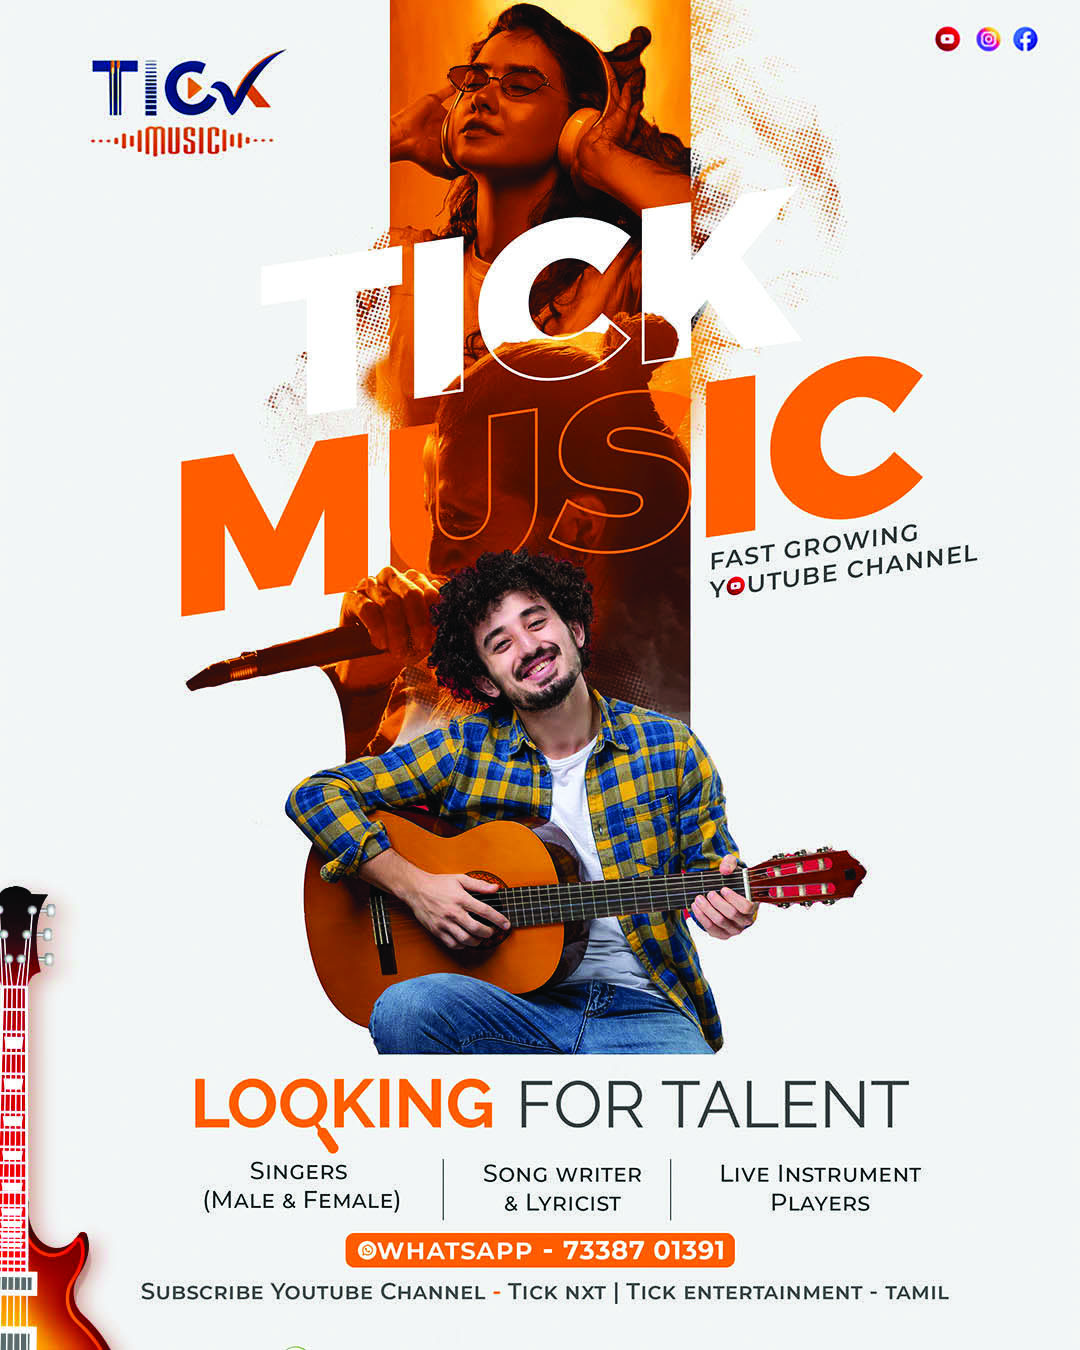 TICK
MUSIC
TICK
MUSIC
FAST GROWING
YOUTUBE CHANNEL
LOOKING FOR TALENT
SINGERS
(MALE & FEMALE)
SONG WRITER
& LYRICIST
LIVE INSTRUMENT
PLAYERS
WHATSAPP - 73387 01391
SUBSCRIBE YOUTUBE CHANNEL - TICK NXT | TICK ENTERTAINMENT - TAMIL